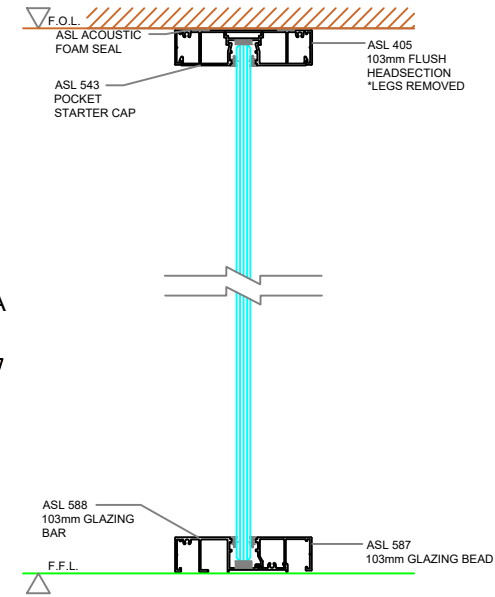 F.O.L.
ASL ACOUSTIC
FOAM SEAL
ASL 405
103mm FLUSH
HEADSECTION
*LEGS REMOVED
ASL 543
POCKET
STARTER CAP
A
7
ASL 588
103mm GLAZING
BAR
ASL 587
103mm GLAZING BEAD
F.F.L.